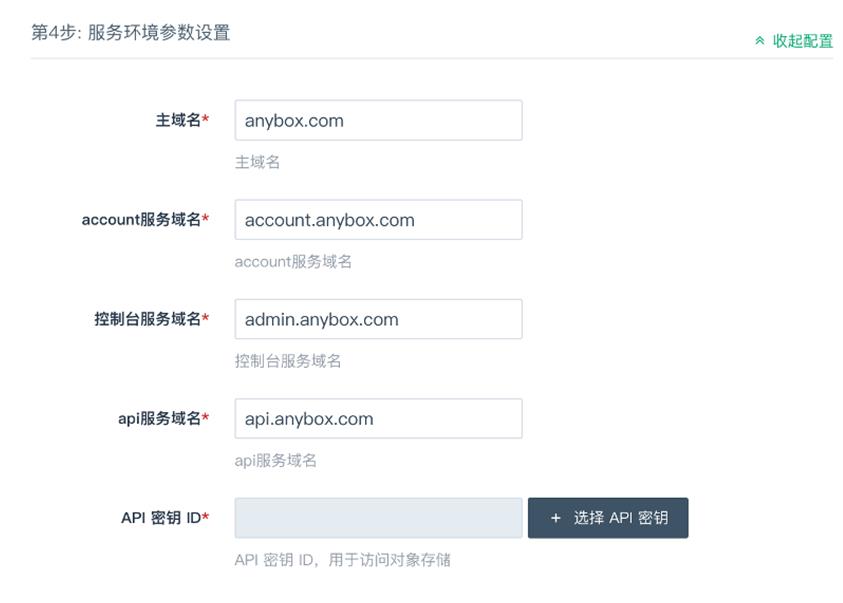 第4步: 服务环境参数设置
收起配置
主域名* anybox.com
主域名
account服务域名* account.anybox.com
account服务域名
控制台服务域名* admin.anybox.com
控制台服务域名
api服务域名* api.anybox.com
api服务域名
API 密钥 ID* + 选择 API 密钥
API 密钥 ID，用于访问对象存储